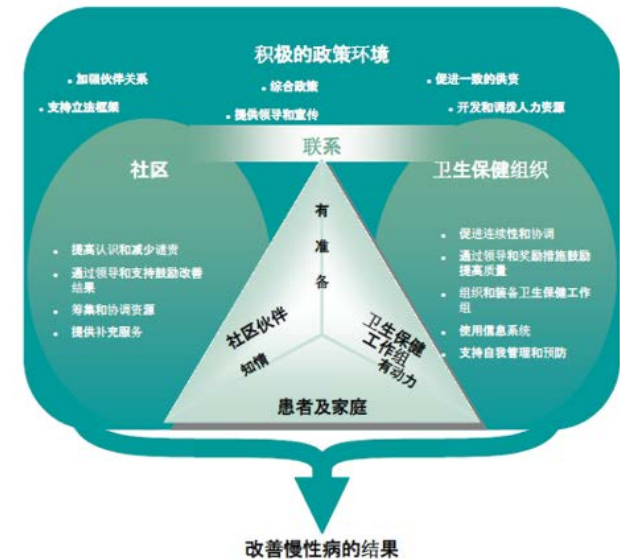 积极的政策环境
• 加强伙伴关系
• 综合政策
• 促进一致的供资
• 支持立法框架
• 提供领导和宣传
• 开发和调拨人力资源
联系
社区
卫生保健组织
• 提高认识和减少谴责
• 通过领导和支持鼓励改善
结果
• 筹集和协调资源
• 提供补充服务
有
准
备
社区伙伴
知情
卫生保健
工作组
有动力
患者及家庭
• 促进连续性和协调
• 通过领导和奖励措施鼓励
提高质量
• 组织和装备卫生保健工作
组
• 使用信息系统
• 支持自我管理和预防
改善慢性病的结果